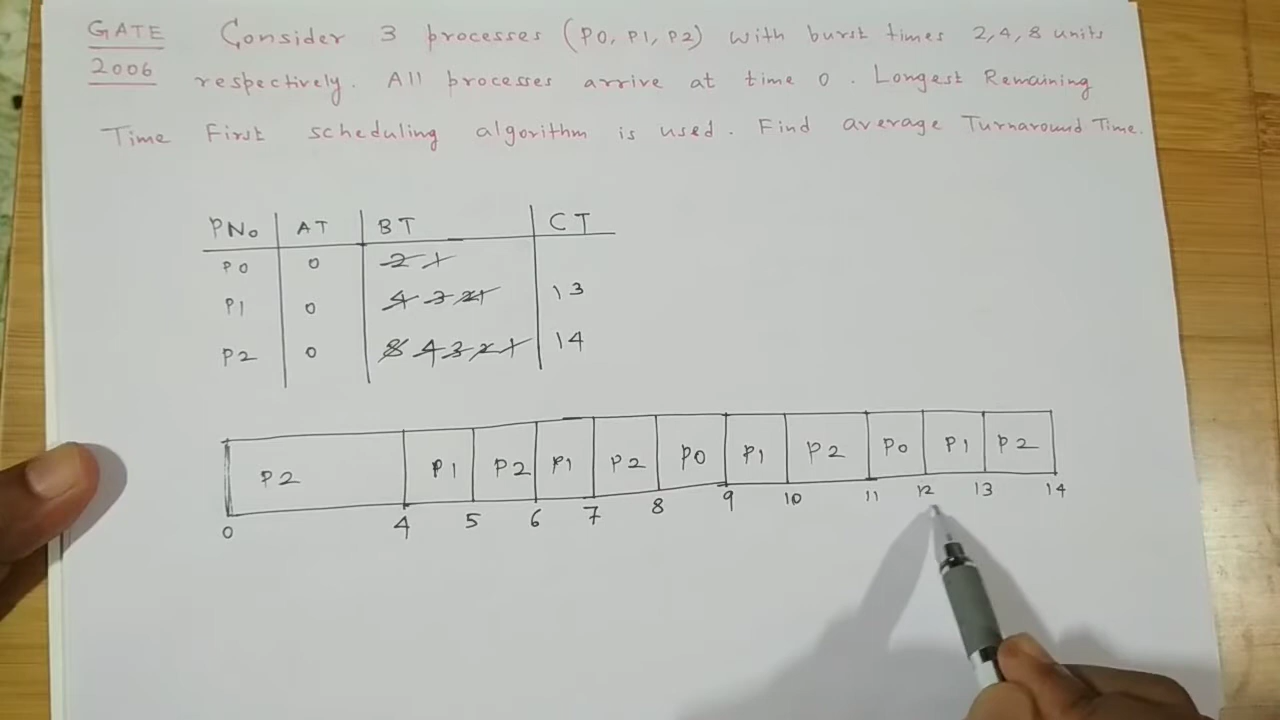 GATE Consider 3 processes (P0, P1, P2) with burst times 2, 4, 8 units
2006 respectively. All processes arrive at time 0. Longest Remaining
Time First scheduling algorithm is used. Find average Turnaround Time.
PNo AT BT CT
P0 0 2 1
P1 0 4 3 2 1 13
P2 0 8 4 3 2 1 14
P2 P1 P2 P1 P2 P0 P1 P2 P0 P1 P2
0 4 5 6 7 8 9 10 11 12 13 14